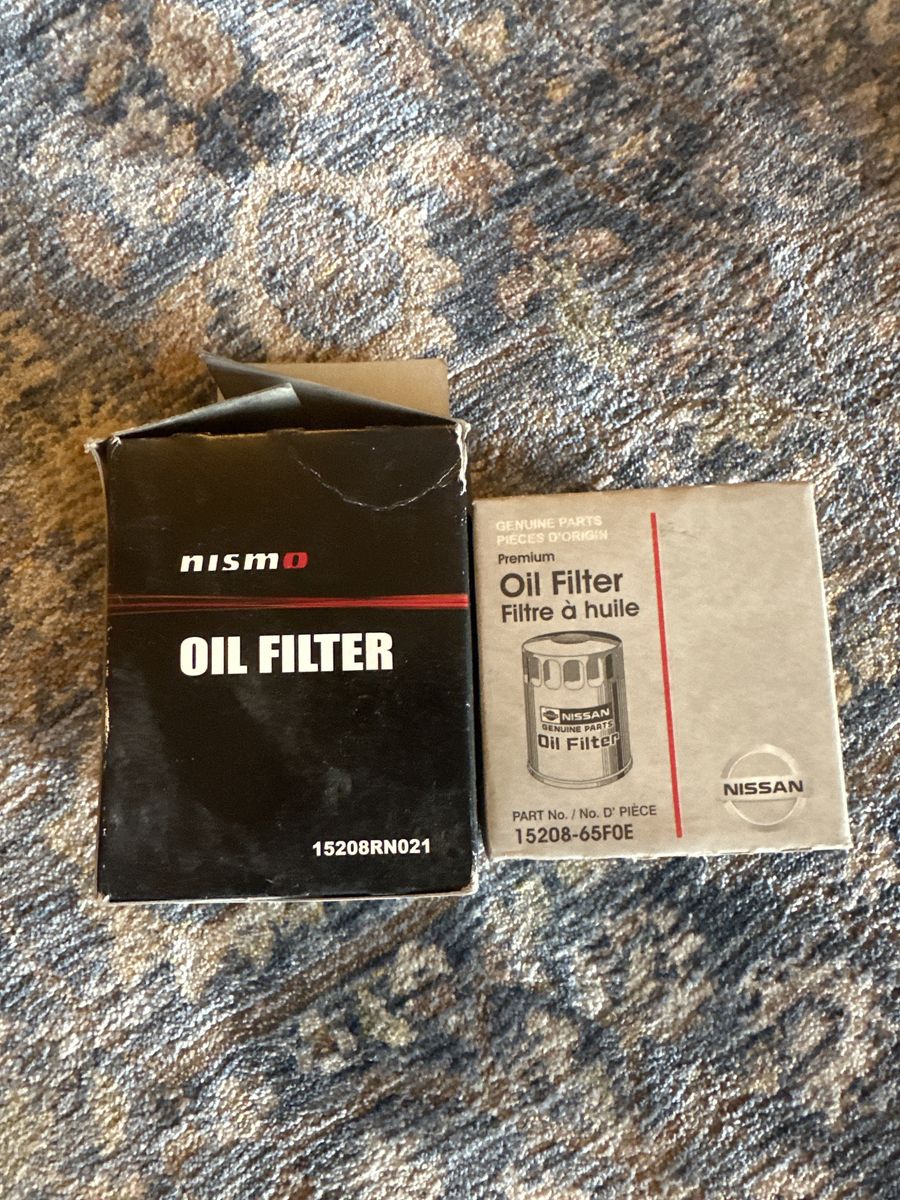 nismo
OIL FILTER
15208RN021
GENUINE PARTS
PIÈCES D'ORIGIN
Premium
Oil Filter
Filtre à huile
NISSAN
GENUINE PARTS
Oil Filter
PART No. / No. D' PIÈCE
15208-65F0E
NISSAN